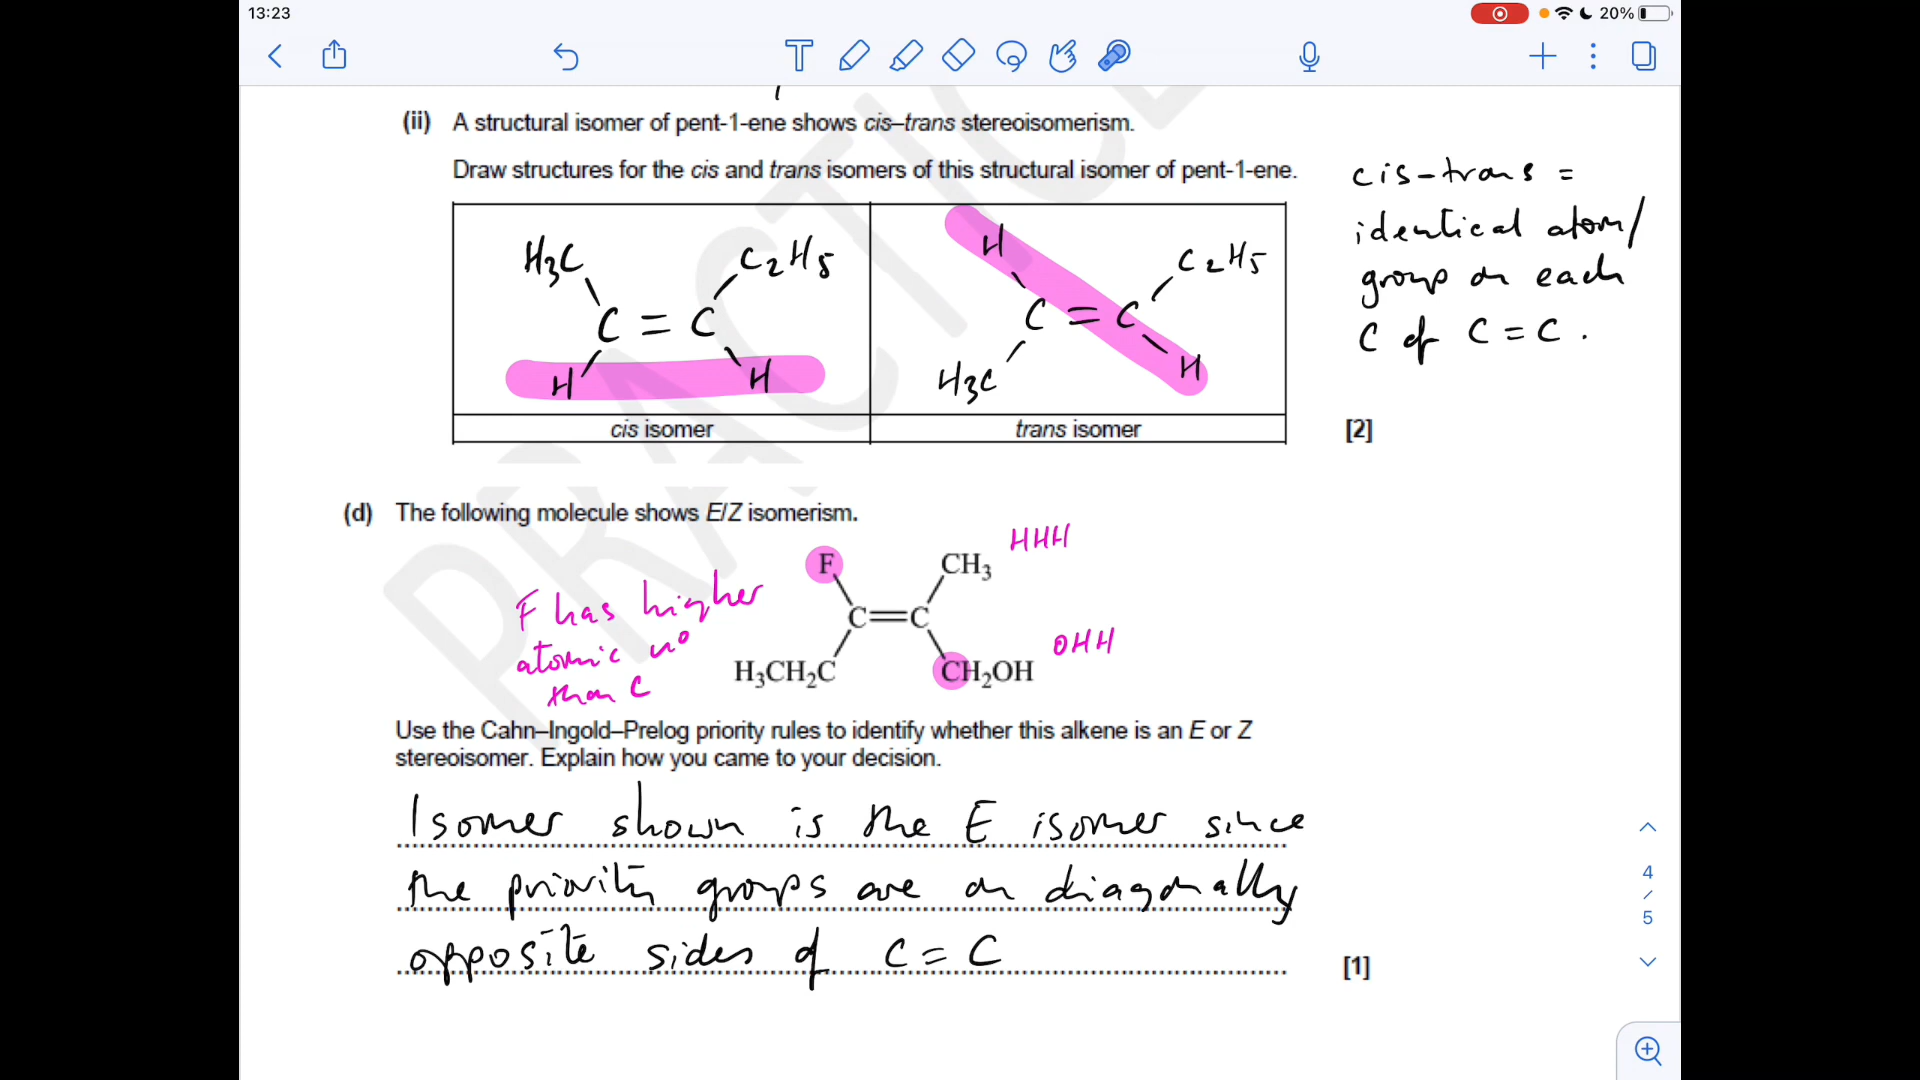 13:23
20%
(ii) A structural isomer of pent-1-ene shows cis–trans stereoisomerism.
Draw structures for the cis and trans isomers of this structural isomer of pent-1-ene.
cis-trans =
identical atom/
group on each
C of C=C.
H₃C C₂H₅
C = C
H H
H C₂H₅
C = C
H₃C H
cis isomer trans isomer [2]
(d) The following molecule shows E/Z isomerism.
F CH₃ HHH
C=C
H₃CH₂C CH₂OH OHH
F has higher
atomic nº
than C
Use the Cahn–Ingold–Prelog priority rules to identify whether this alkene is an E or Z
stereoisomer. Explain how you came to your decision.
Isomer shown is the E isomer since
the priority groups are on diagonally
opposite sides of C=C
[1]
4
/
5
PRACTICE